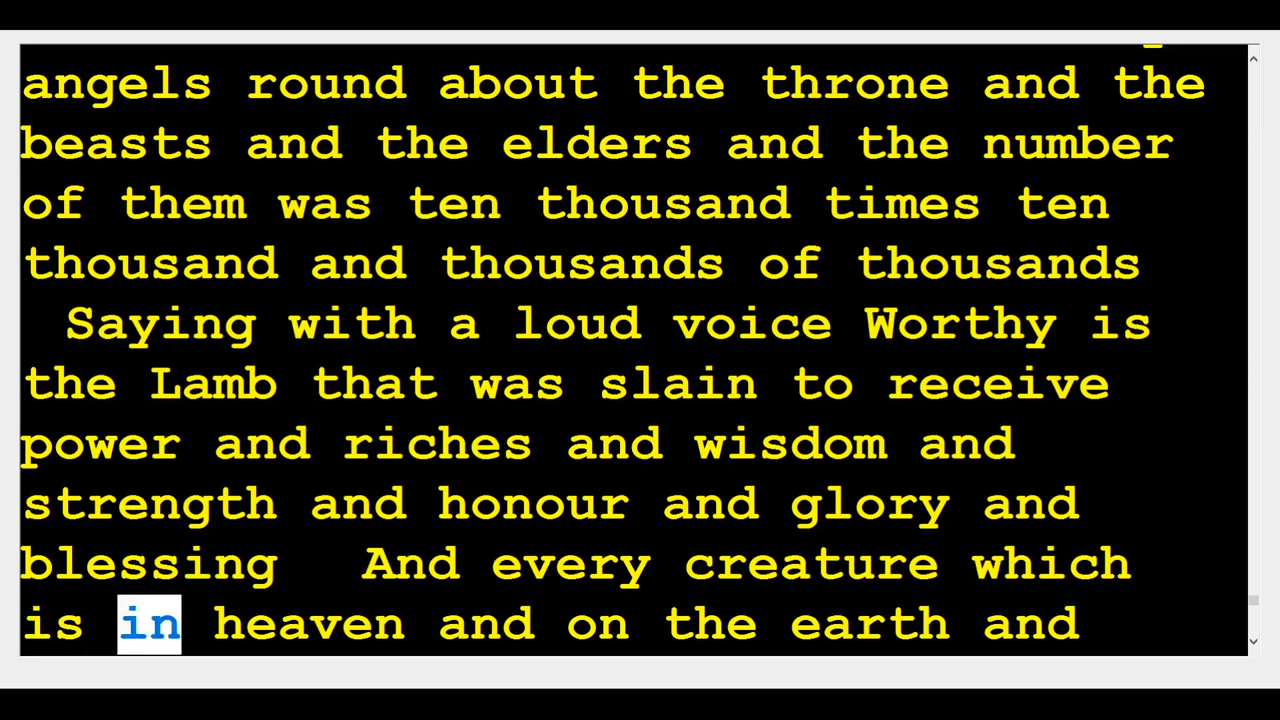 angels round about the throne and the
beasts and the elders and the number
of them was ten thousand times ten
thousand and thousands of thousands
Saying with a loud voice Worthy is
the Lamb that was slain to receive
power and riches and wisdom and
strength and honour and glory and
blessing   And every creature which
is in heaven and on the earth and